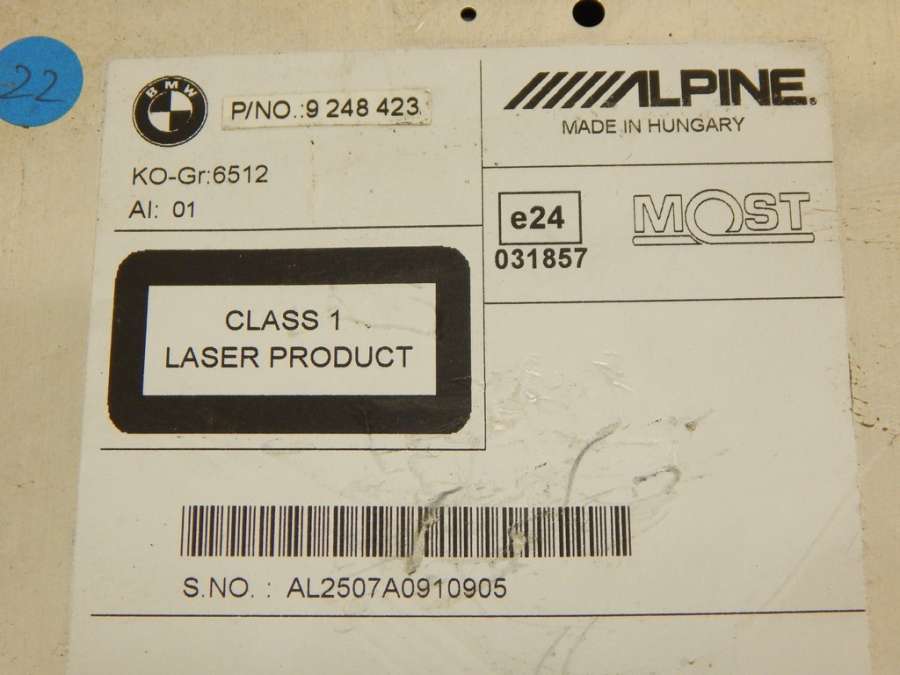 22
BMW
P/NO.:9 248 423
KO-Gr:6512
AI: 01
ALPINE®
MADE IN HUNGARY
e24
031857
MOST
CLASS 1
LASER PRODUCT
S.NO. : AL2507A0910905